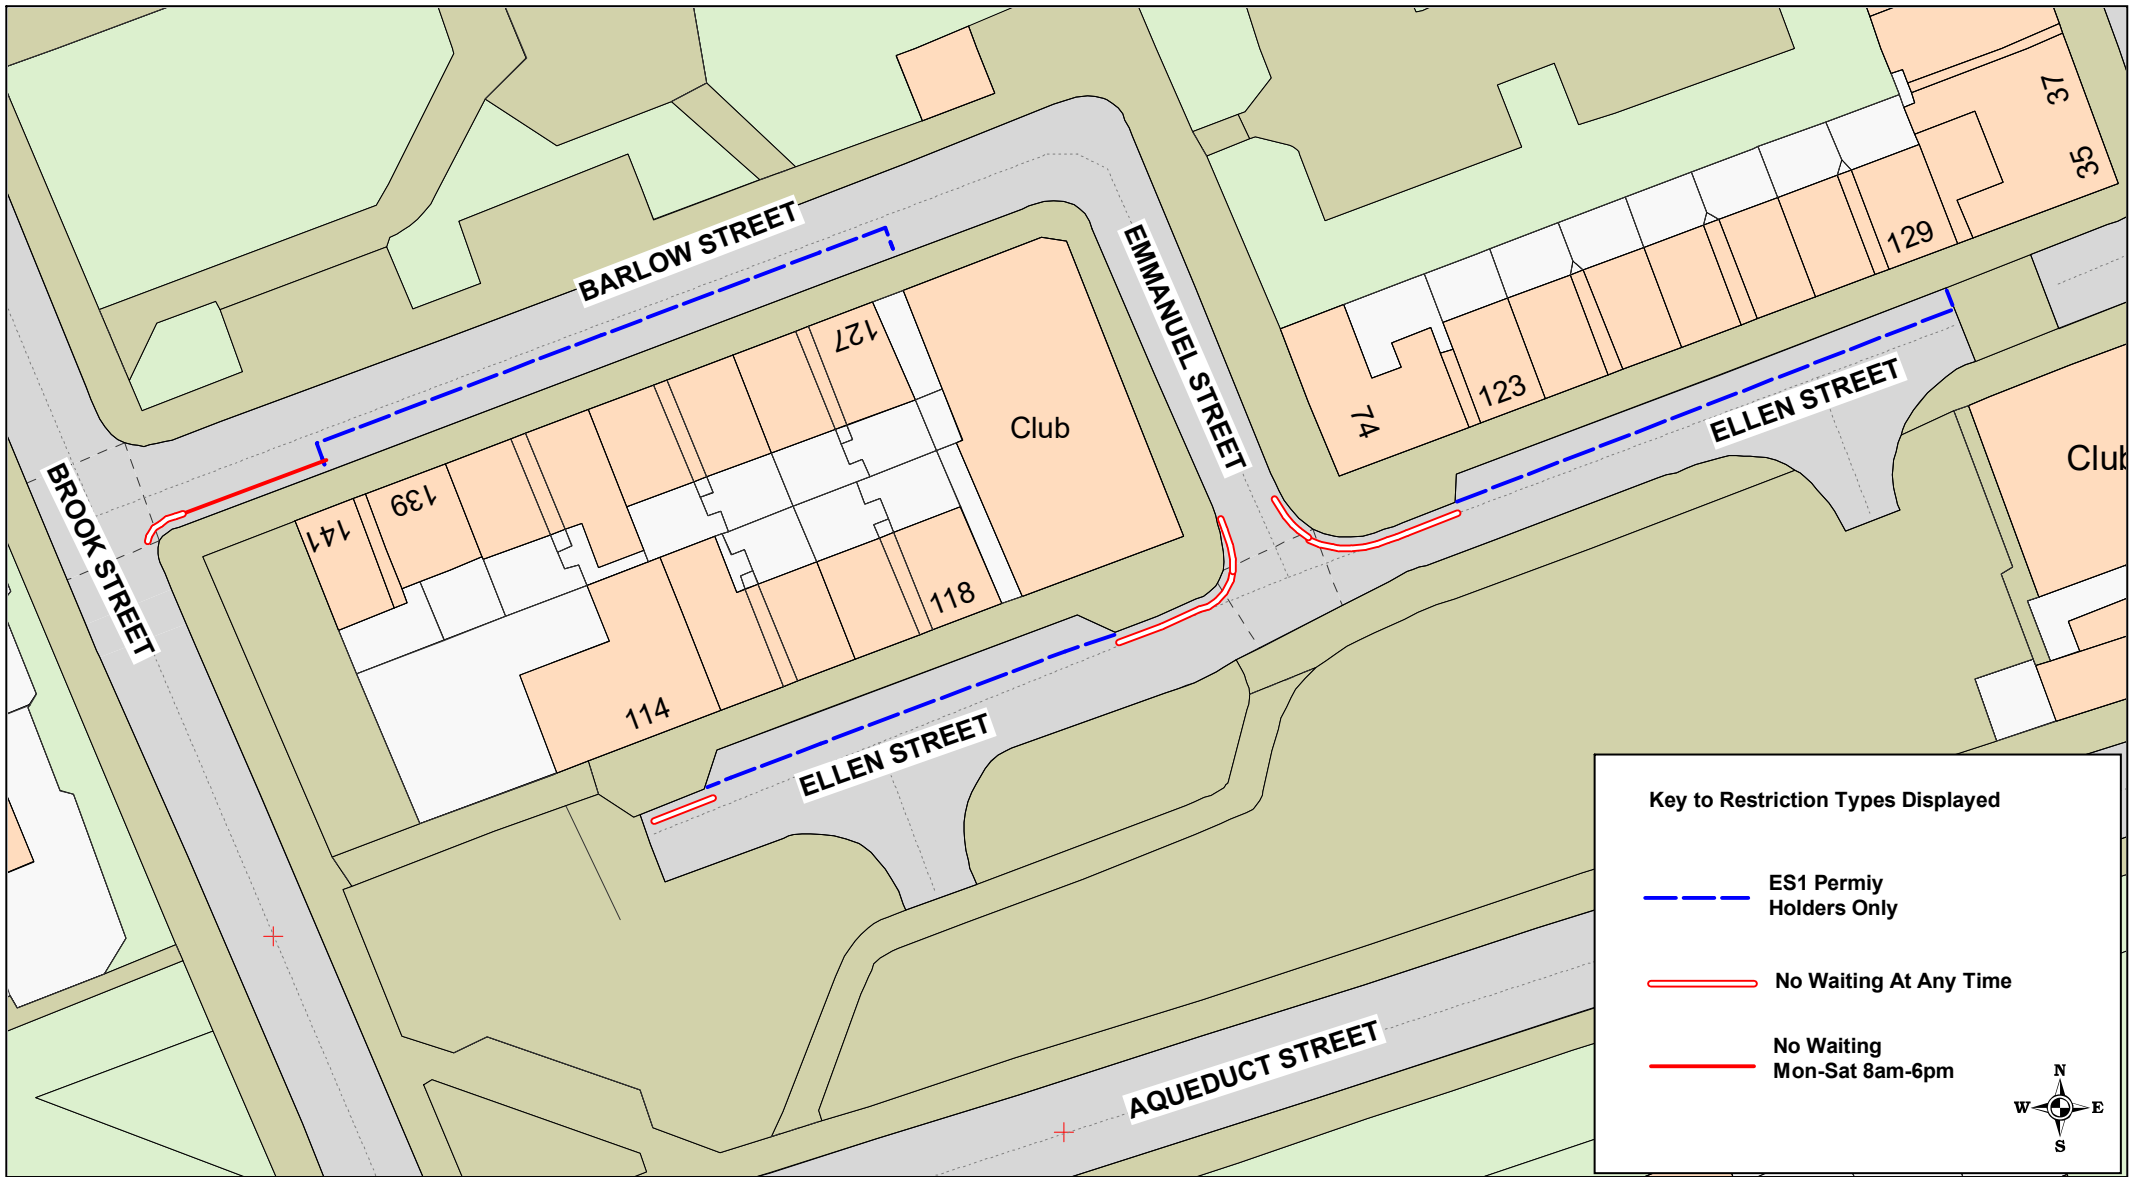 37
35
BARLOW STREET
EMMANUEL STREET
129
127
123
74
ELLEN STREET
Club
Club
BROOK STREET
141
139
118
114
ELLEN STREET
AQUEDUCT STREET
Key to Restriction Types Displayed
ES1 Permiy
Holders Only
No Waiting At Any Time
No Waiting
Mon-Sat 8am-6pm
N
W E
S